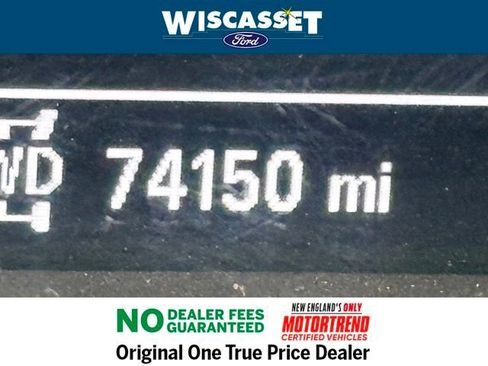 WISCASSET
Ford
WD 74150 mi
NO DEALER FEES GUARANTEED
NEW ENGLAND'S ONLY
MOTORTREND
CERTIFIED VEHICLES
Original One True Price Dealer